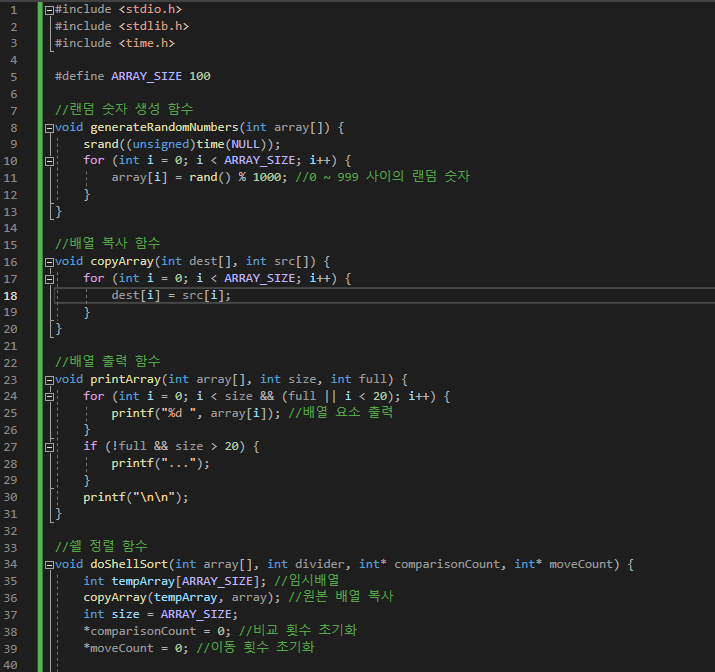 1 #include <stdio.h>
2 #include <stdlib.h>
3 #include <time.h>
4
5 #define ARRAY_SIZE 100
6
7 //랜덤 숫자 생성 함수
8 void generateRandomNumbers(int array[]) {
9 srand((unsigned)time(NULL));
10 for (int i = 0; i < ARRAY_SIZE; i++) {
11 array[i] = rand() % 1000; //0 ~ 999 사이의 랜덤 숫자
12 }
13 }
14
15 //배열 복사 함수
16 void copyArray(int dest[], int src[]) {
17 for (int i = 0; i < ARRAY_SIZE; i++) {
18 dest[i] = src[i];
19 }
20 }
21
22 //배열 출력 함수
23 void printArray(int array[], int size, int full) {
24 for (int i = 0; i < size && (full || i < 20); i++) {
25 printf("%d ", array[i]); //배열 요소 출력
26 }
27 if (!full && size > 20) {
28 printf("...");
29 }
30 printf("\n\n");
31 }
32
33 //쉘 정렬 함수
34 void doShellSort(int array[], int divider, int* comparisonCount, int* moveCount) {
35 int tempArray[ARRAY_SIZE]; //임시배열
36 copyArray(tempArray, array); //원본 배열 복사
37 int size = ARRAY_SIZE;
38 *comparisonCount = 0; //비교 횟수 초기화
39 *moveCount = 0; //이동 횟수 초기화
40